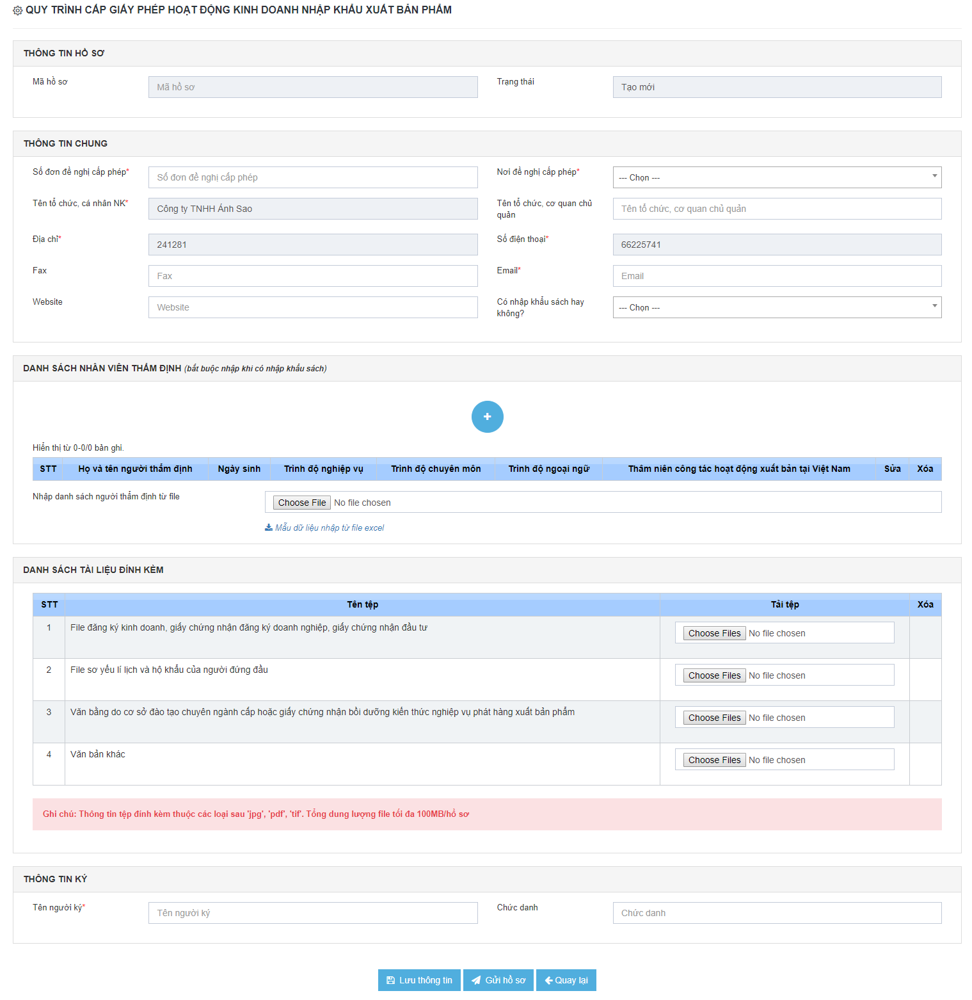 QUY TRÌNH CẤP GIẤY PHÉP HOẠT ĐỘNG KINH DOANH NHẬP KHẨU XUẤT BẢN PHẨM
THÔNG TIN HỒ SƠ
Mã hồ sơ Mã hồ sơ Trạng thái Tạo mới
THÔNG TIN CHUNG
Số đơn đề nghị cấp phép* Số đơn đề nghị cấp phép Nơi đề nghị cấp phép* --- Chọn ---
Tên tổ chức, cá nhân NK* Công ty TNHH Ánh Sao Tên tổ chức, cơ quan chủ quản Tên tổ chức, cơ quan chủ quản
Địa chỉ* 241281 Số điện thoại* 66225741
Fax Fax Email* Email
Website Website Có nhập khẩu sách hay không? --- Chọn ---
DANH SÁCH NHÂN VIÊN THẨM ĐỊNH (bắt buộc nhập khi có nhập khẩu sách)
Hiển thị từ 0-0/0 bản ghi.
STT Họ và tên người thẩm định Ngày sinh Trình độ nghiệp vụ Trình độ chuyên môn Trình độ ngoại ngữ Thâm niên công tác hoạt động xuất bản tại Việt Nam Sửa Xóa
Nhập danh sách người thẩm định từ file Choose File No file chosen
Mẫu dữ liệu nhập từ file excel
DANH SÁCH TÀI LIỆU ĐÍNH KÈM
STT Tên tệp Tải tệp Xóa
1 File đăng ký kinh doanh, giấy chứng nhận đăng ký doanh nghiệp, giấy chứng nhận đầu tư Choose Files No file chosen
2 File sơ yếu lí lịch và hộ khẩu của người đứng đầu Choose Files No file chosen
3 Văn bằng do cơ sở đào tạo chuyên ngành cấp hoặc giấy chứng nhận bồi dưỡng kiến thức nghiệp vụ phát hàng xuất bản phẩm Choose Files No file chosen
4 Văn bản khác Choose Files No file chosen
Ghi chú: Thông tin tệp đính kèm thuộc các loại sau 'jpg', 'pdf', 'tif'. Tổng dung lượng file tối đa 100MB/hồ sơ
THÔNG TIN KÝ
Tên người ký* Tên người ký Chức danh Chức danh
Lưu thông tin Gửi hồ sơ Quay lại